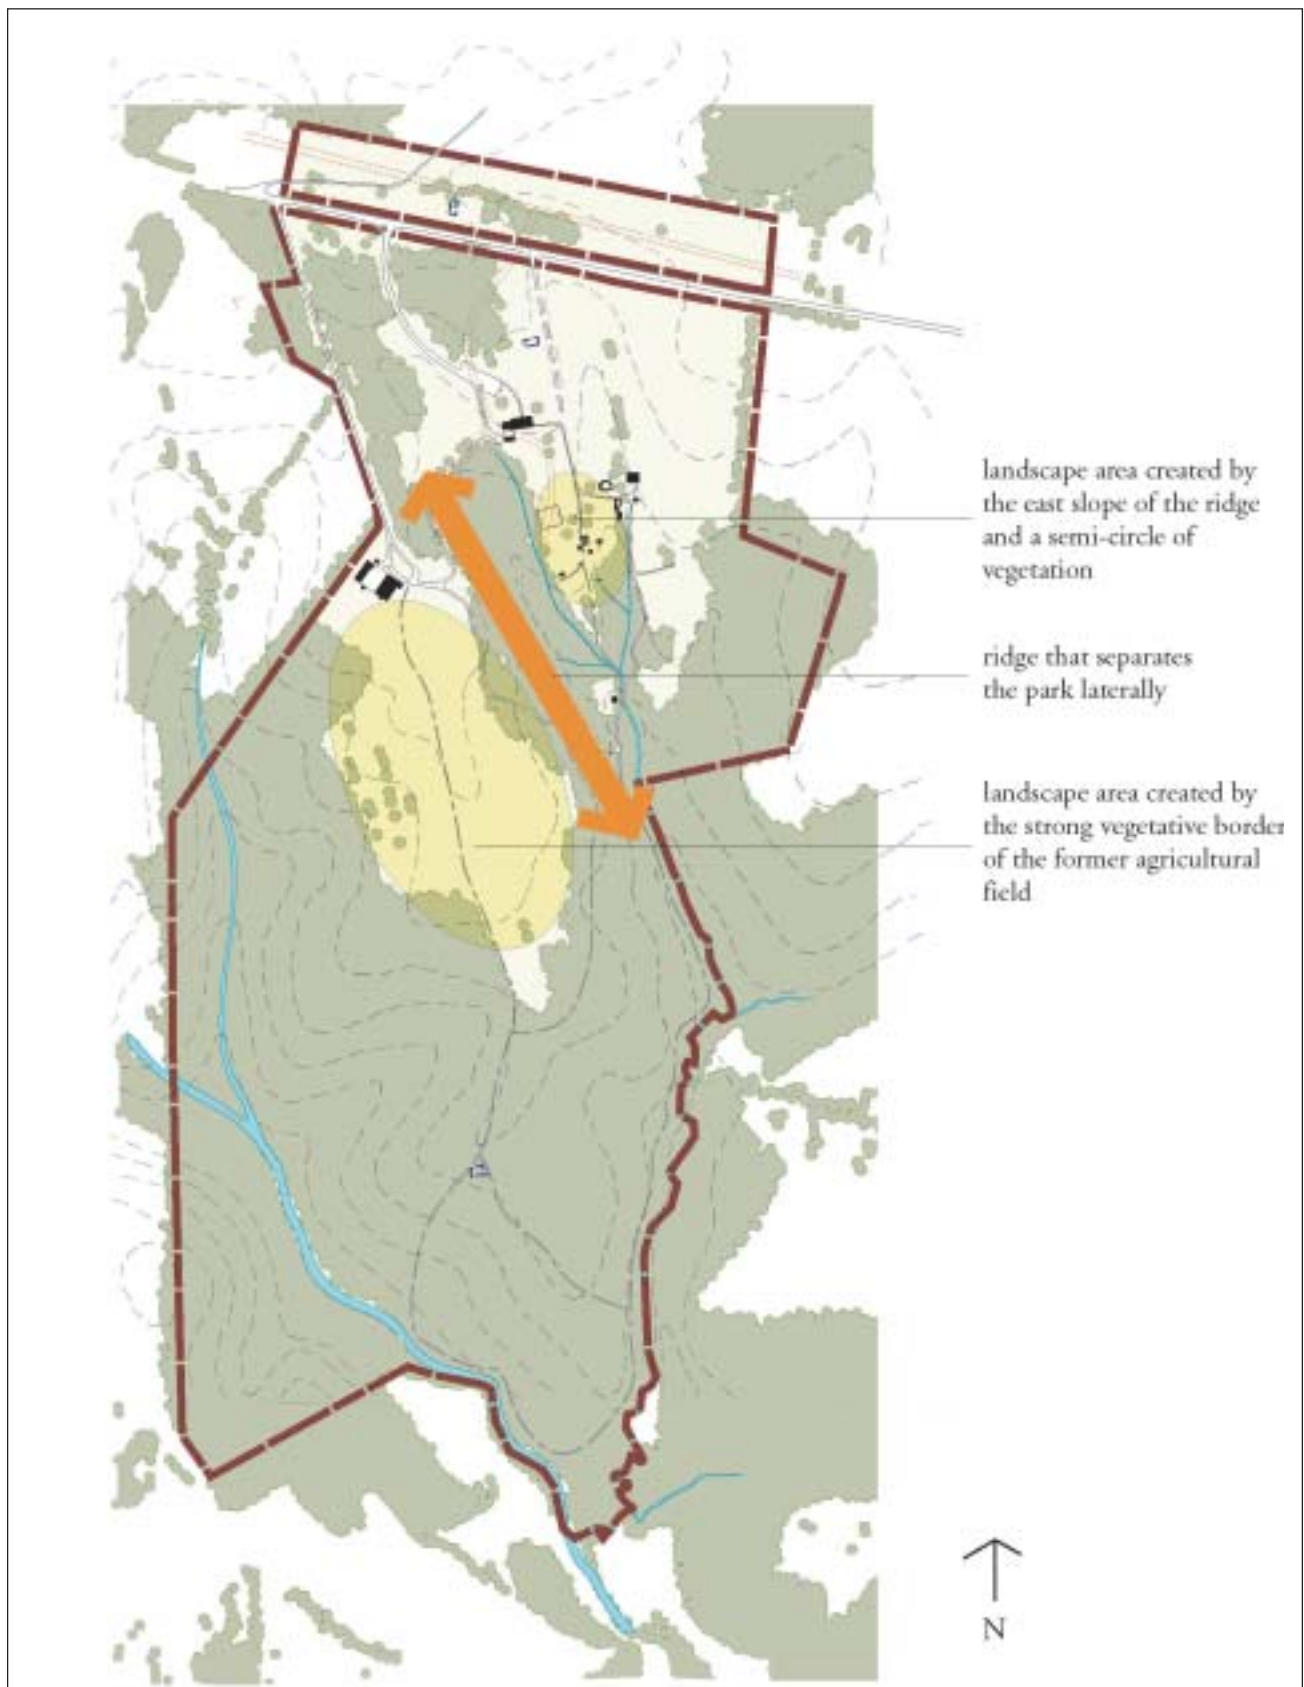 landscape area created by
the east slope of the ridge
and a semi-circle of
vegetation
ridge that separates
the park laterally
landscape area created by
the strong vegetative border
of the former agricultural
field
N